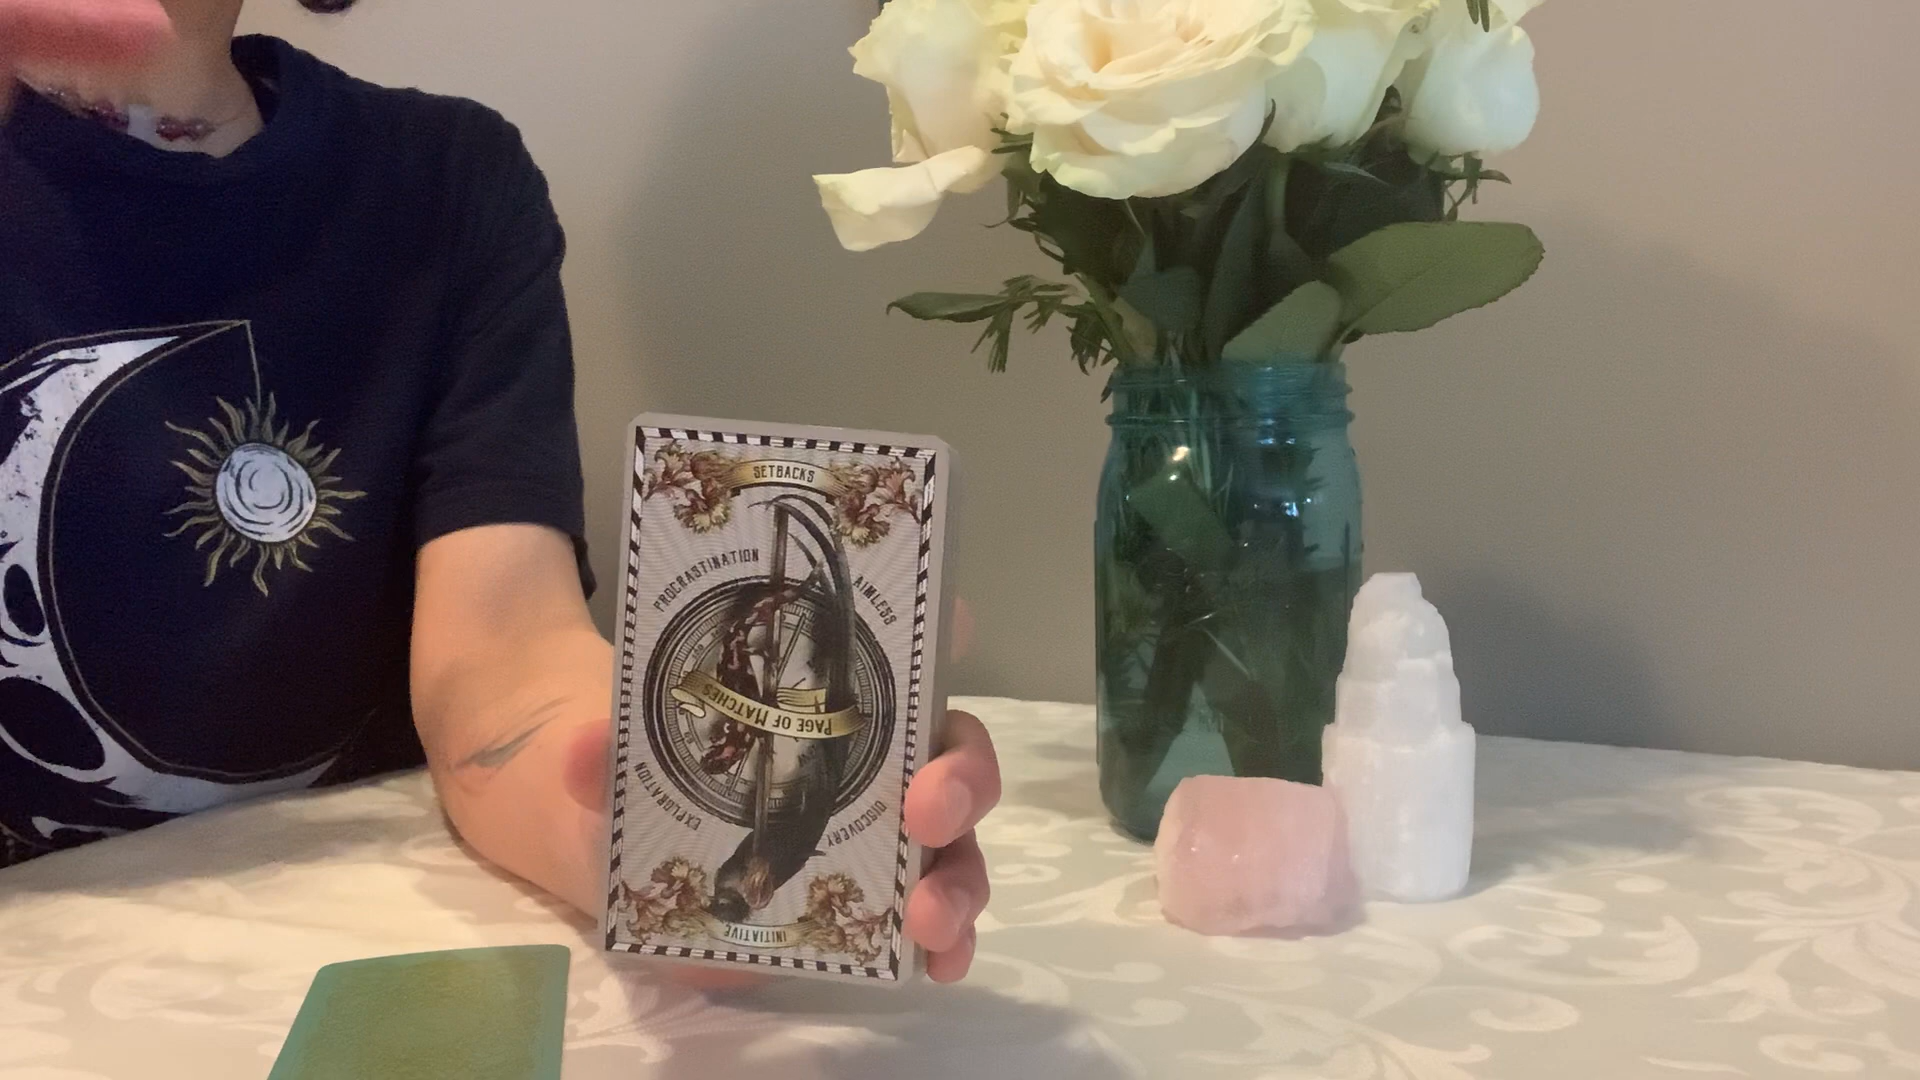 SETBACKS
PROCRASTINATION
AIMLESS
PAGE OF MATCHES
EXPLORATION
DISCOVERY
INITIATIVE